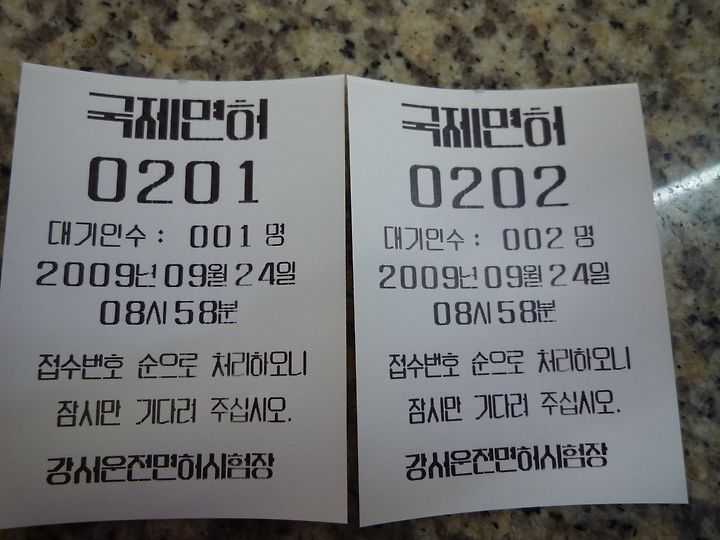 국제면허
0201
대기인수 : 001 명
2009년 09월 24일
08시 58분
접수번호 순으로 처리하오니
잠시만 기다려 주십시오.
강서운전면허시험장
국제면허
0202
대기인수 : 002 명
2009년 09월 24일
08시 58분
접수번호 순으로 처리하오니
잠시만 기다려 주십시오.
강서운전면허시험장